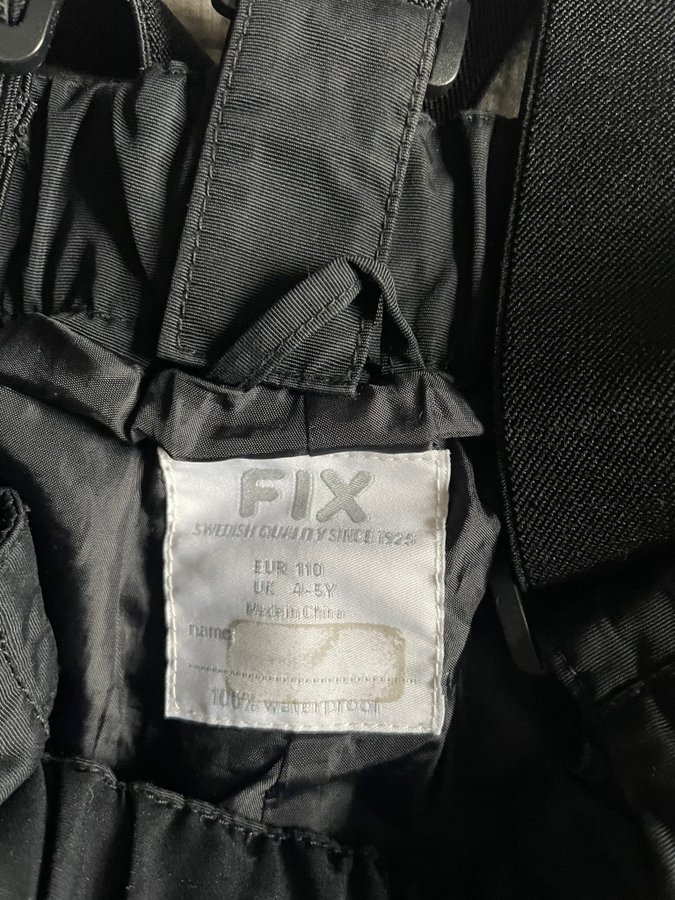 FIX
SWEDISH QUALITY SINCE 1925
EUR 110
UK 4-5Y
Made in China
name
100% waterproof